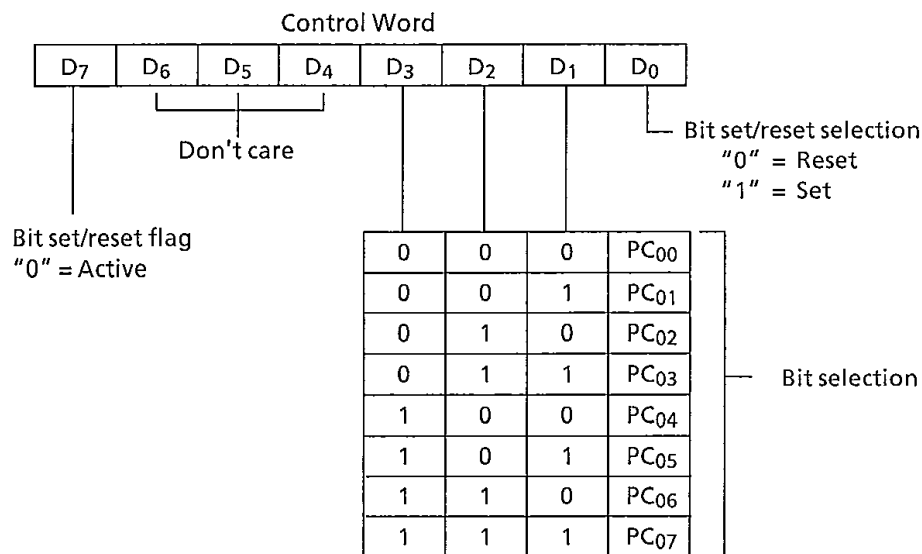 Control Word
D7 D6 D5 D4 D3 D2 D1 D0
Don't care
Bit set/reset selection
"0" = Reset
"1" = Set
Bit set/reset flag
"0" = Active
0 0 0 PC00
0 0 1 PC01
0 1 0 PC02
0 1 1 PC03
1 0 0 PC04
1 0 1 PC05
1 1 0 PC06
1 1 1 PC07
Bit selection